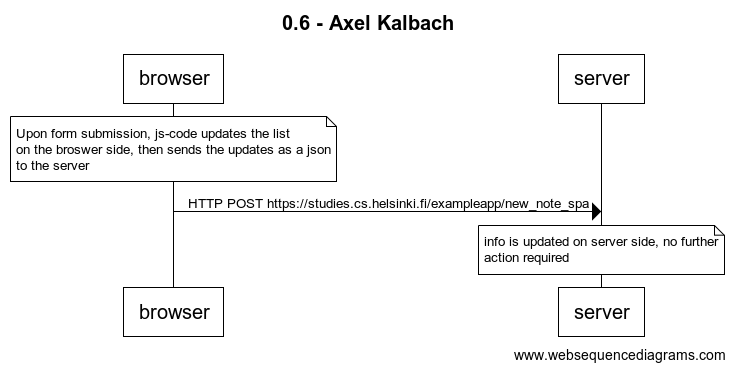 0.6 - Axel Kalbach
browser
server
Upon form submission, js-code updates the list
on the broswer side, then sends the updates as a json
to the server
HTTP POST https://studies.cs.helsinki.fi/exampleapp/new_note_spa
info is updated on server side, no further
action required
browser
server
www.websequencediagrams.com